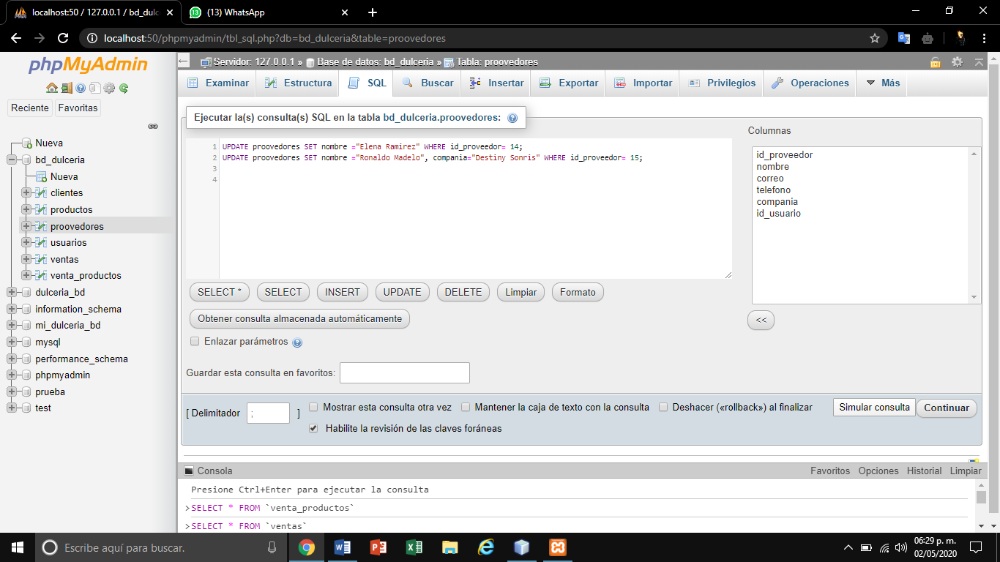 localhost:50 / 127.0.0.1 / bd_dulc
13 (13) WhatsApp
localhost:50/phpmyadmin/tbl_sql.php?db=bd_dulceria&table=proovedores
phpMyAdmin
Reciente Favoritas
Nueva
bd_dulceria
Nueva
clientes
productos
proovedores
usuarios
ventas
venta_productos
dulceria_bd
information_schema
mi_dulceria_bd
mysql
performance_schema
phpmyadmin
prueba
test
Servidor: 127.0.0.1 » Base de datos: bd_dulceria » Tabla: proovedores
Examinar Estructura SQL Buscar Insertar Exportar Importar Privilegios Operaciones Más
Ejecutar la(s) consulta(s) SQL en la tabla bd_dulceria.proovedores:
1 UPDATE proovedores SET nombre ="Elena Ramirez" WHERE id_proveedor= 14;
2 UPDATE proovedores SET nombre ="Ronaldo Madelo", compania="Destiny Sonris" WHERE id_proveedor= 15;
3
4
Columnas
id_proveedor
nombre
correo
telefono
compania
id_usuario
<<
SELECT * SELECT INSERT UPDATE DELETE Limpiar Formato
Obtener consulta almacenada automáticamente
Enlazar parámetros
Guardar esta consulta en favoritos:
[ Delimitador ; ] Mostrar esta consulta otra vez Mantener la caja de texto con la consulta Deshacer («rollback») al finalizar Simular consulta Continuar
Habilite la revisión de las claves foráneas
Consola Favoritos Opciones Historial Limpiar
Presione Ctrl+Enter para ejecutar la consulta
>SELECT * FROM `venta_productos`
>SELECT * FROM `ventas`
Escribe aquí para buscar.
06:29 p. m.
02/05/2020